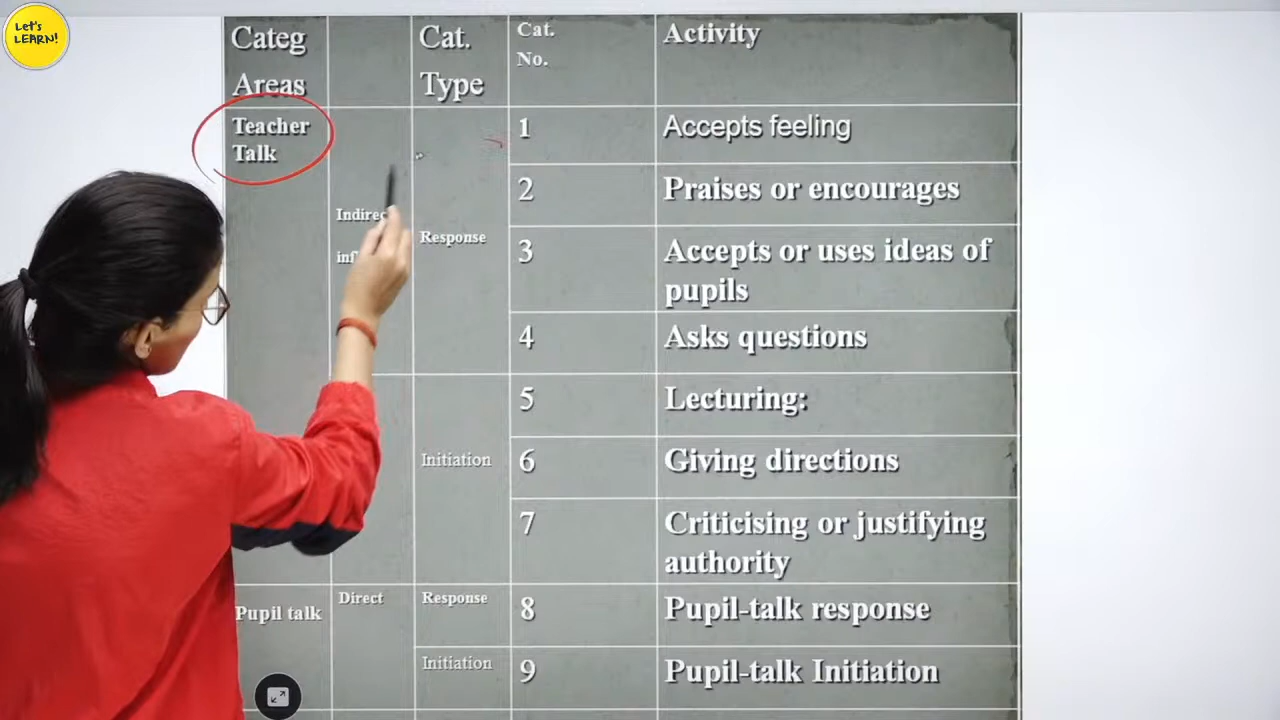 Let's
LEARN!
Categ
Areas
Cat.
Type
Cat.
No.
Activity
Teacher
Talk
Response
1
Accepts feeling
2
Praises or encourages
3
Accepts or uses ideas of
pupils
4
Asks questions
Initiation
5
Lecturing:
6
Giving directions
7
Criticising or justifying
authority
Pupil talk
Direct
Response
8
Pupil-talk response
Initiation
9
Pupil-talk Initiation